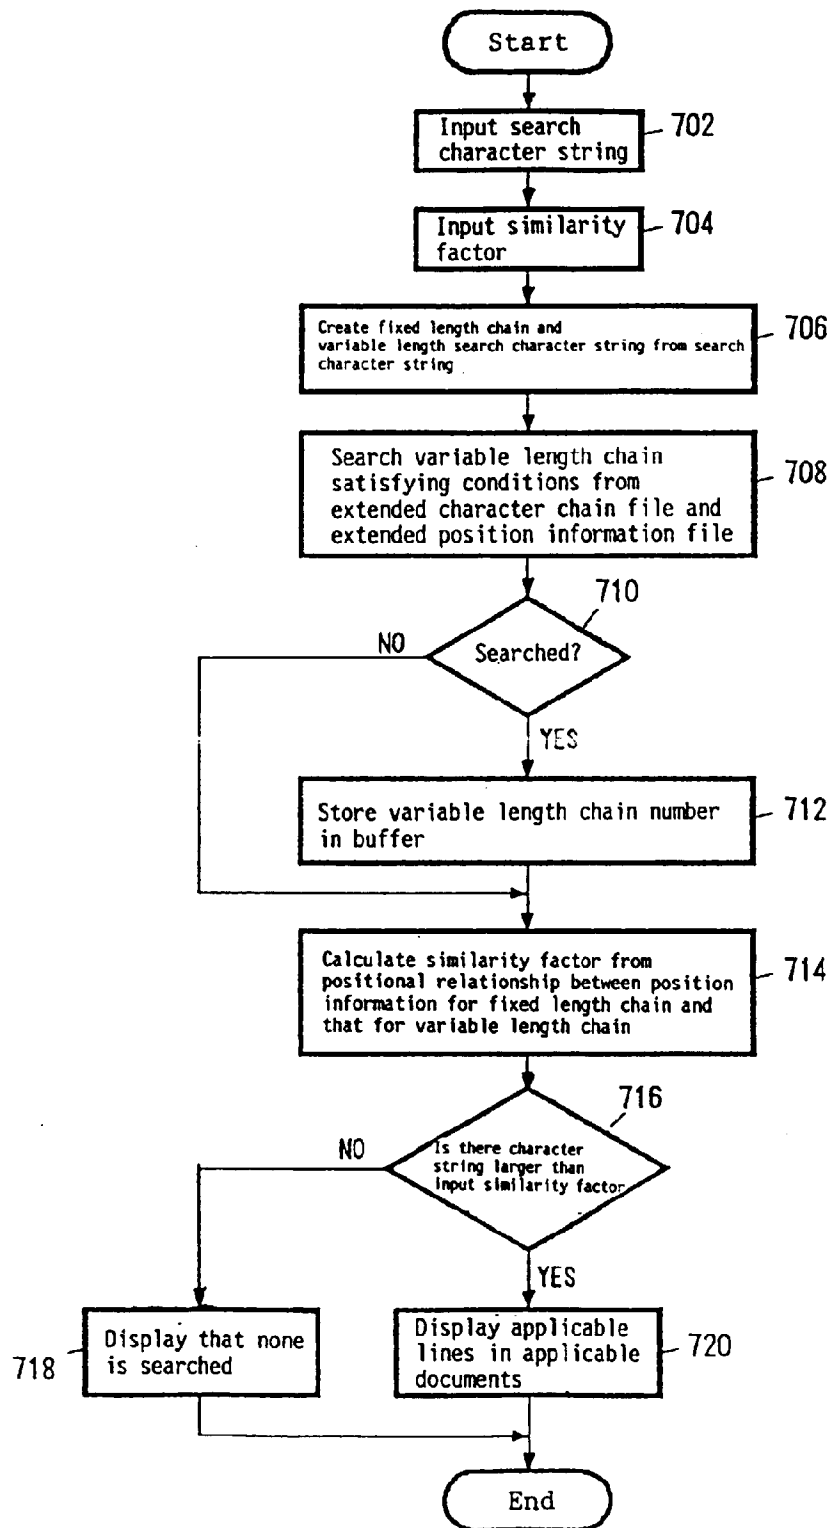 Start
Input search
character string
702
Input similarity
factor
704
Create fixed length chain and
variable length search character string from search
character string
706
Search variable length chain
satisfying conditions from
extended character chain file and
extended position information file
708
710
Searched?
NO
YES
Store variable length chain number
in buffer
712
Calculate similarity factor from
positional relationship between position
information for fixed length chain and
that for variable length chain
714
716
Is there character
string larger than
input similarity factor
NO
YES
Display that none
is searched
718
Display applicable
lines in applicable
documents
720
End